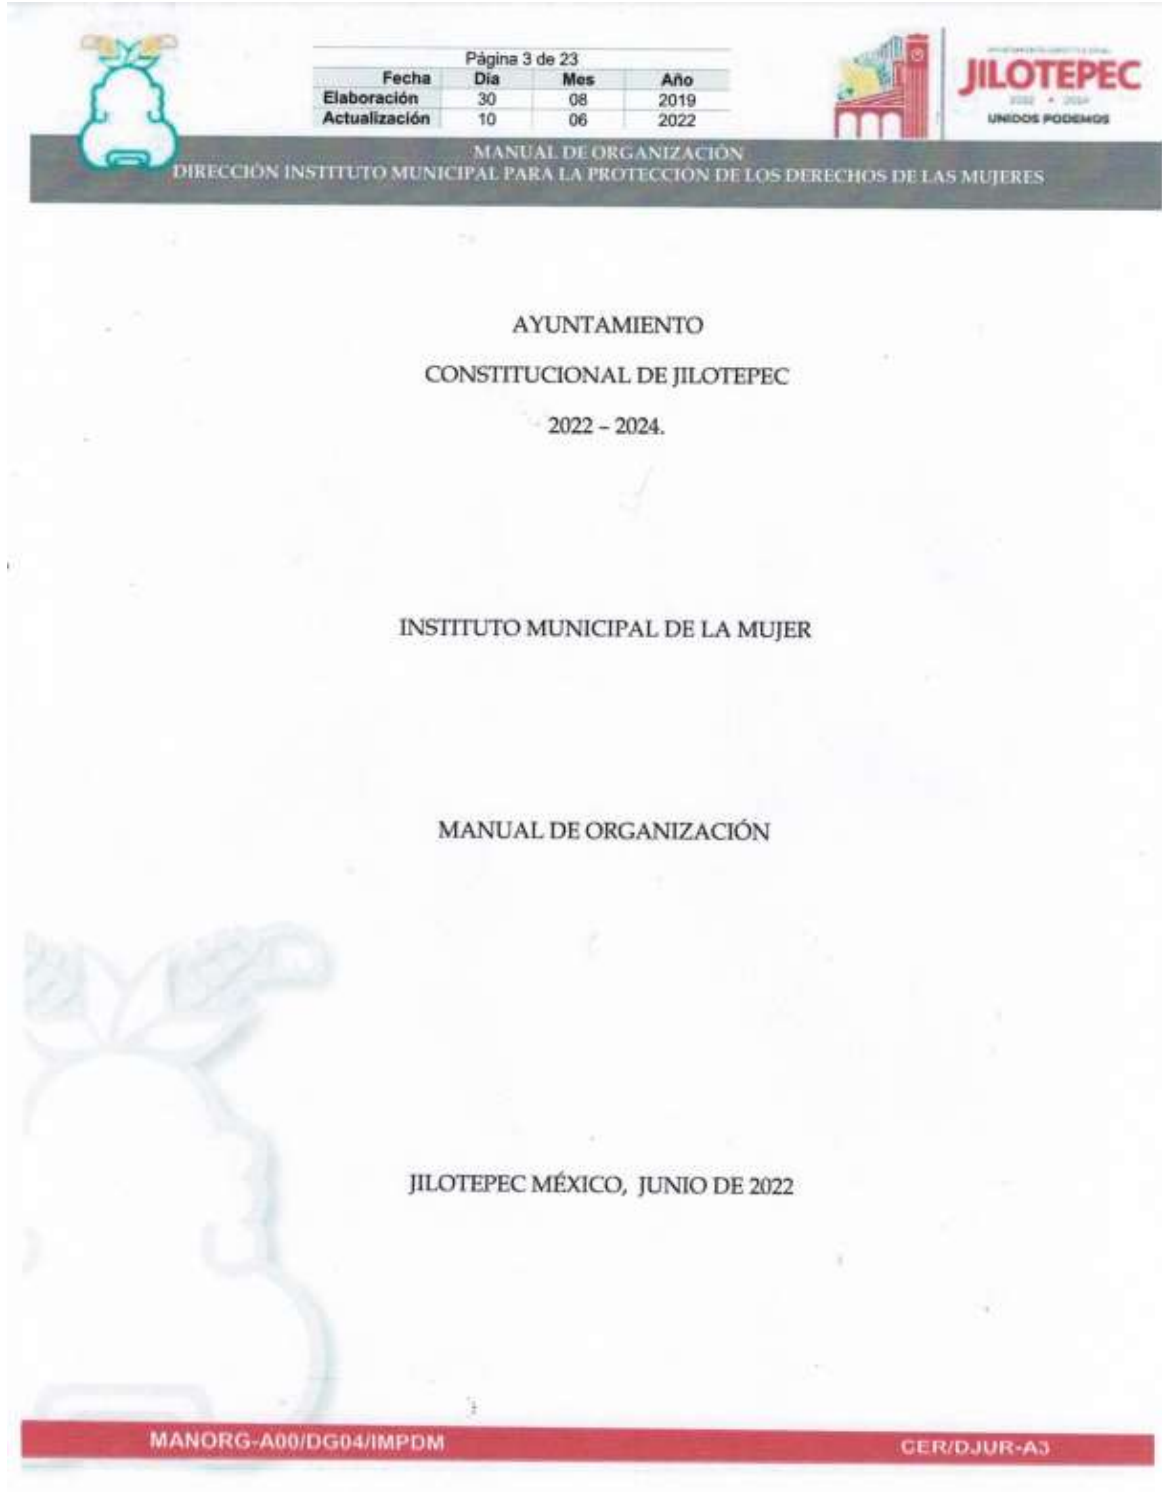 Página 3 de 23
Fecha Día Mes Año
Elaboración 30 08 2019
Actualización 10 06 2022
JILOTEPEC
2022 • 2024
UNIDOS PODEMOS
MANUAL DE ORGANIZACIÓN
DIRECCIÓN INSTITUTO MUNICIPAL PARA LA PROTECCIÓN DE LOS DERECHOS DE LAS MUJERES
AYUNTAMIENTO
CONSTITUCIONAL DE JILOTEPEC
2022 – 2024.
INSTITUTO MUNICIPAL DE LA MUJER
MANUAL DE ORGANIZACIÓN
JILOTEPEC MÉXICO, JUNIO DE 2022
MANORG-A00/DG04/IMPDM
CER/DJUR-A3